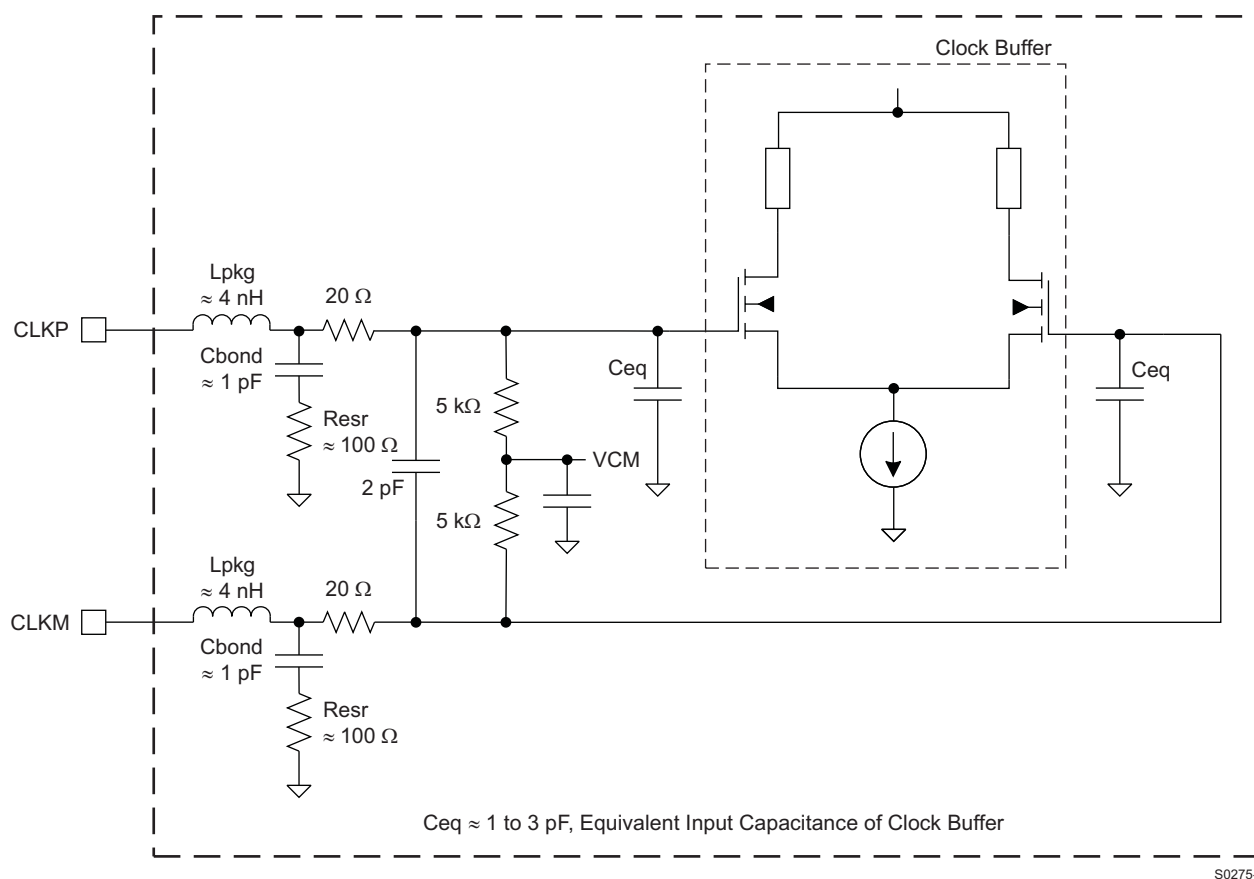 Clock Buffer
Lpkg
≈ 4 nH
20 Ω
CLKP
Cbond
≈ 1 pF
Ceq
Ceq
5 kΩ
Resr
≈ 100 Ω
VCM
2 pF
5 kΩ
Lpkg
≈ 4 nH
20 Ω
CLKM
Cbond
≈ 1 pF
Resr
≈ 100 Ω
Ceq ≈ 1 to 3 pF, Equivalent Input Capacitance of Clock Buffer